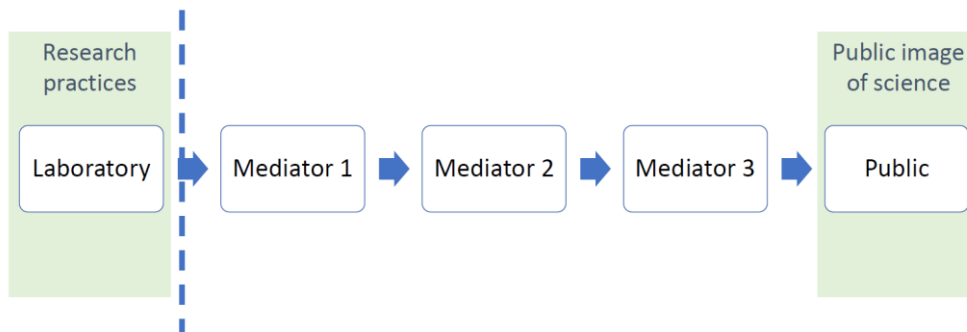 Research
practices
Public image
of science
Laboratory
Mediator 1
Mediator 2
Mediator 3
Public